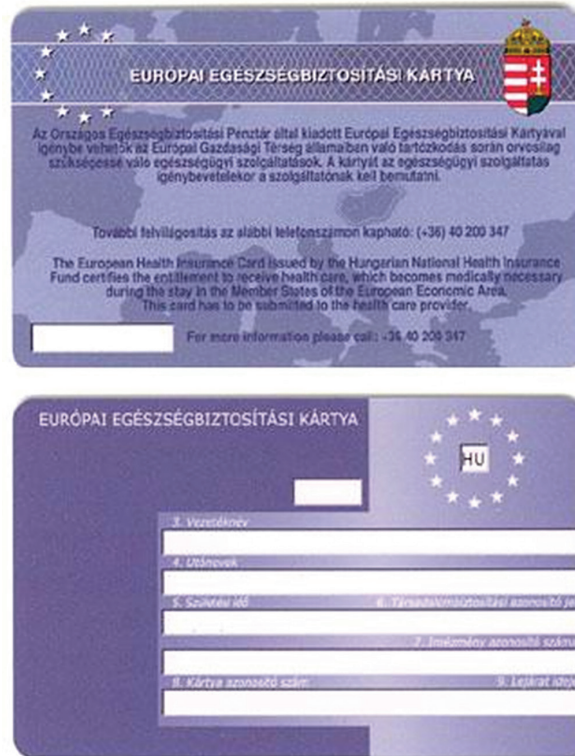 EURÓPAI EGÉSZSÉGBIZTOSÍTÁSI KÁRTYA
Az Országos Egészségbiztosítási Pénztár által kiadott Európai Egészségbiztosítási Kártyával
igénybe vehetők az Európai Gazdasági Térség államaiben való tartózkodás során orvosilag
szükségessé váló egészségügyi szolgáltatások. A kártyát az egészségügyi szolgáltatás
igénybevételekor a szolgáltatónak kell bemutatni.
További felvilágosítás az alábbi telefonszámon kapható: (+36) 40 200 347
The European Health Insurance Card issued by the Hungarian National Health Insurance
Fund certifies the entitlement to receive health care, which becomes medically necessary
during the stay in the Member States of the European Economic Area.
This card has to be submitted to the health care provider.
For more information please call: +36 40 200 347
EURÓPAI EGÉSZSÉGBIZTOSÍTÁSI KÁRTYA
HU
3. Vezetéknév
4. Utónevek
5. Születési idő 6. Társadalombiztosítási azonosító je
7. Intézmény azonosító száma
8. Kártya azonosító szám 9. Lejárat ideje